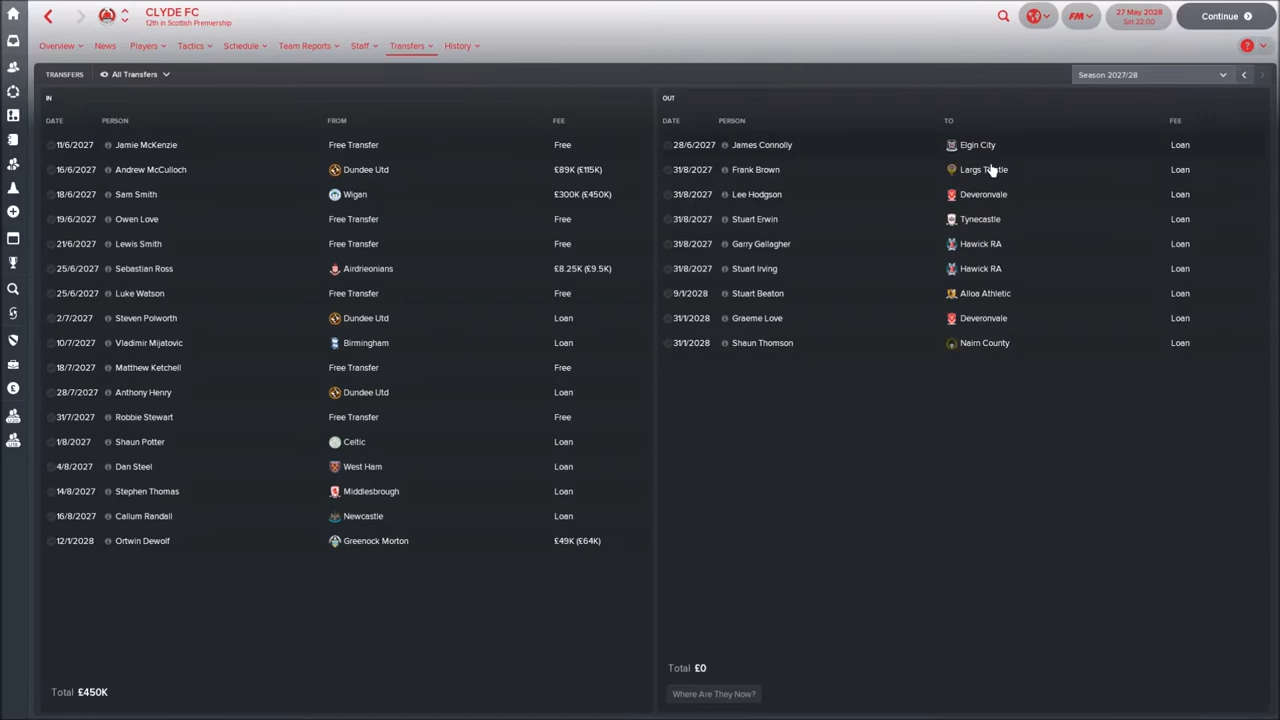 CLYDE FC
12th in Scottish Premiership
FM
27 May 2028
Sat 22:00
Continue
Overview
News
Players
Tactics
Schedule
Team Reports
Staff
Transfers
History
?
TRANSFERS All Transfers Season 2027/28
IN
DATE PERSON FROM FEE
11/6/2027 Jamie McKenzie Free Transfer Free
16/6/2027 Andrew McCulloch Dundee Utd £89K (£115K)
18/6/2027 Sam Smith Wigan £300K (£450K)
19/6/2027 Owen Love Free Transfer Free
21/6/2027 Lewis Smith Free Transfer Free
25/6/2027 Sebastian Ross Airdrieonians £8.25K (£9.5K)
25/6/2027 Luke Watson Free Transfer Free
2/7/2027 Steven Polworth Dundee Utd Loan
10/7/2027 Vladimir Mijatovic Birmingham Loan
18/7/2027 Matthew Ketchell Free Transfer Free
28/7/2027 Anthony Henry Dundee Utd Loan
31/7/2027 Robbie Stewart Free Transfer Free
1/8/2027 Shaun Potter Celtic Loan
4/8/2027 Dan Steel West Ham Loan
14/8/2027 Stephen Thomas Middlesbrough Loan
16/8/2027 Callum Randall Newcastle Loan
12/1/2028 Ortwin Dewolf Greenock Morton £49K (£64K)
Total £450K
OUT
DATE PERSON TO FEE
28/6/2027 James Connolly Elgin City Loan
31/8/2027 Frank Brown Largs Thistle Loan
31/8/2027 Lee Hodgson Deveronvale Loan
31/8/2027 Stuart Erwin Tynecastle Loan
31/8/2027 Garry Gallagher Hawick RA Loan
31/8/2027 Stuart Irving Hawick RA Loan
9/1/2028 Stuart Beaton Alloa Athletic Loan
31/1/2028 Graeme Love Deveronvale Loan
31/1/2028 Shaun Thomson Nairn County Loan
Total £0
Where Are They Now?